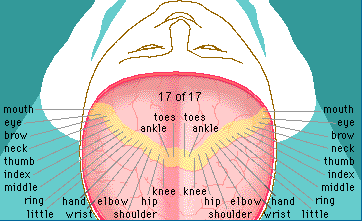 17 of 17
toes toes
ankle ankle
mouth mouth
eye eye
brow brow
neck neck
thumb thumb
index index
middle knee knee middle
ring hand elbow hip hip elbow hand ring
little wrist shoulder shoulder wrist little